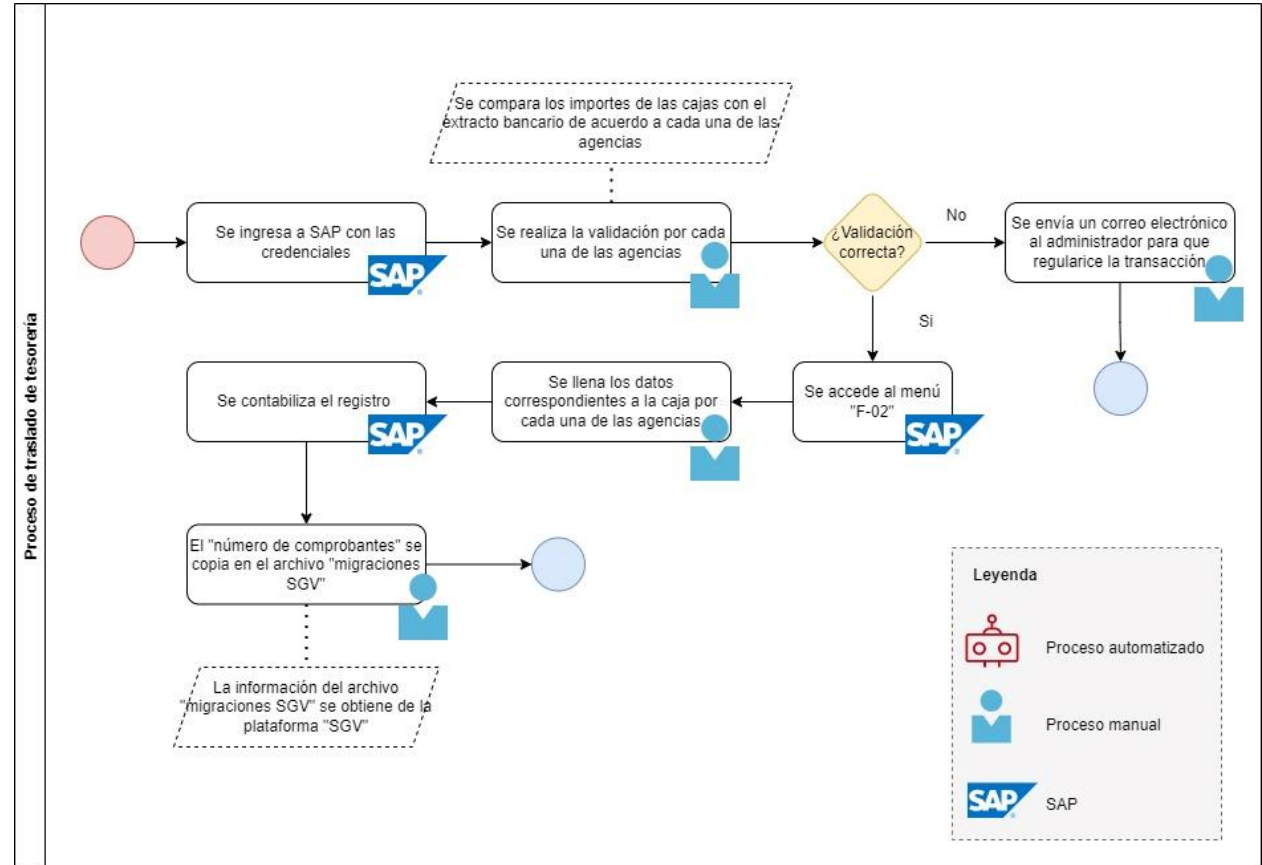 Proceso de traslado de tesorería
Se compara los importes de las cajas con el
extracto bancario de acuerdo a cada una de las
agencias
Se ingresa a SAP con las
credenciales
SAP
Se realiza la validación por cada
una de las agencias
¿Validación
correcta?
No
Se envía un correo electrónico
al administrador para que
regularice la transacción
Si
Se accede al menú
"F-02"
SAP
Se llena los datos
correspondientes a la caja por
cada una de las agencias
Se contabiliza el registro
SAP
El "número de comprobantes" se
copia en el archivo "migraciones
SGV"
La información del archivo
"migraciones SGV" se obtiene de la
plataforma "SGV"
Leyenda
Proceso automatizado
Proceso manual
SAP
SAP